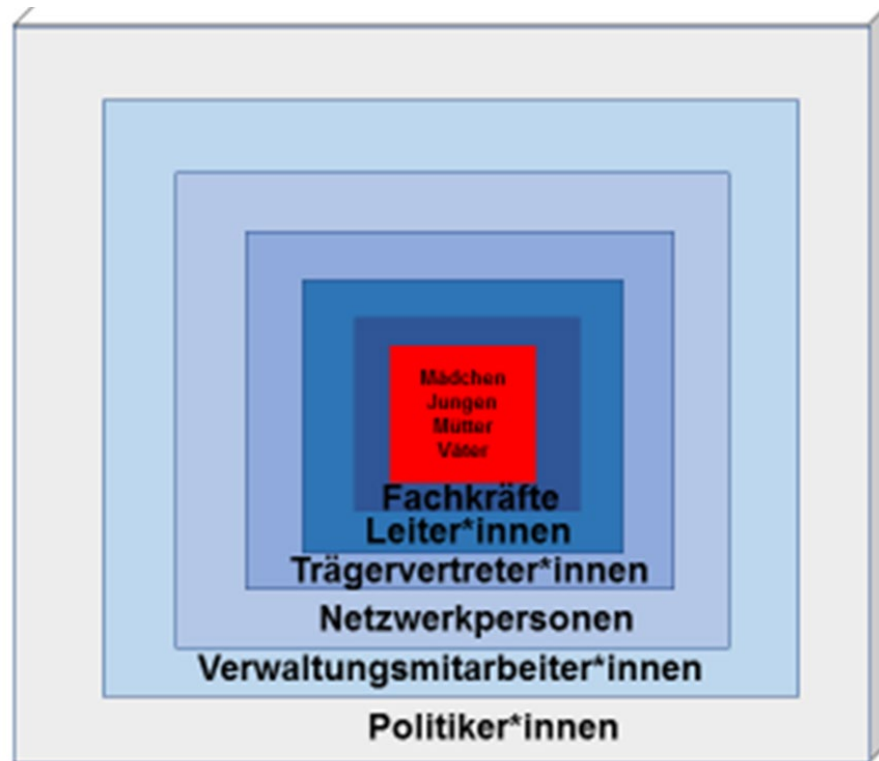 Mädchen
Jungen
Mütter
Väter
Fachkräfte
Leiter*innen
Trägervertreter*innen
Netzwerkpersonen
Verwaltungsmitarbeiter*innen
Politiker*innen